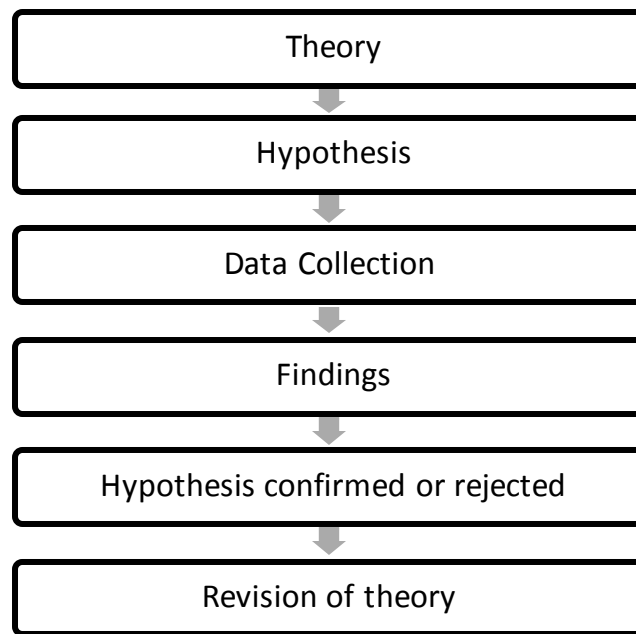 Theory
Hypothesis
Data Collection
Findings
Hypothesis confirmed or rejected
Revision of theory